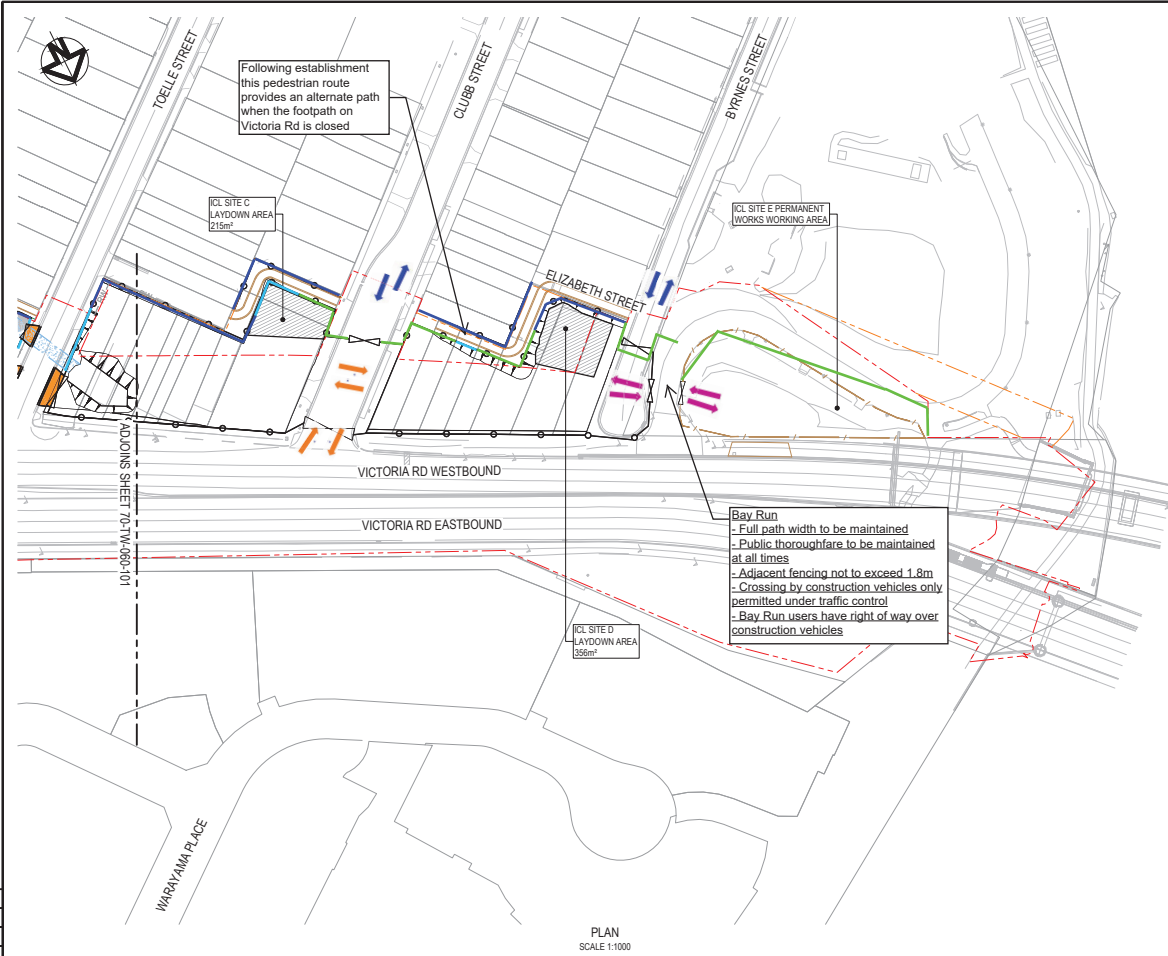 TOELLE STREET
CLUBB STREET
BYRNES STREET
Following establishment
this pedestrian route
provides an alternate path
when the footpath on
Victoria Rd is closed
ICL SITE C
LAYDOWN AREA
215m²
ICL SITE E PERMANENT
WORKS WORKING AREA
ELIZABETH STREET
ADJOINS SHEET 70-TW-060-101
VICTORIA RD WESTBOUND
VICTORIA RD EASTBOUND
Bay Run
- Full path width to be maintained
- Public thoroughfare to be maintained
at all times
- Adjacent fencing not to exceed 1.8m
- Crossing by construction vehicles only
permitted under traffic control
- Bay Run users have right of way over
construction vehicles
ICL SITE D
LAYDOWN AREA
356m²
WARAYAMA PLACE
PLAN
SCALE 1:1000